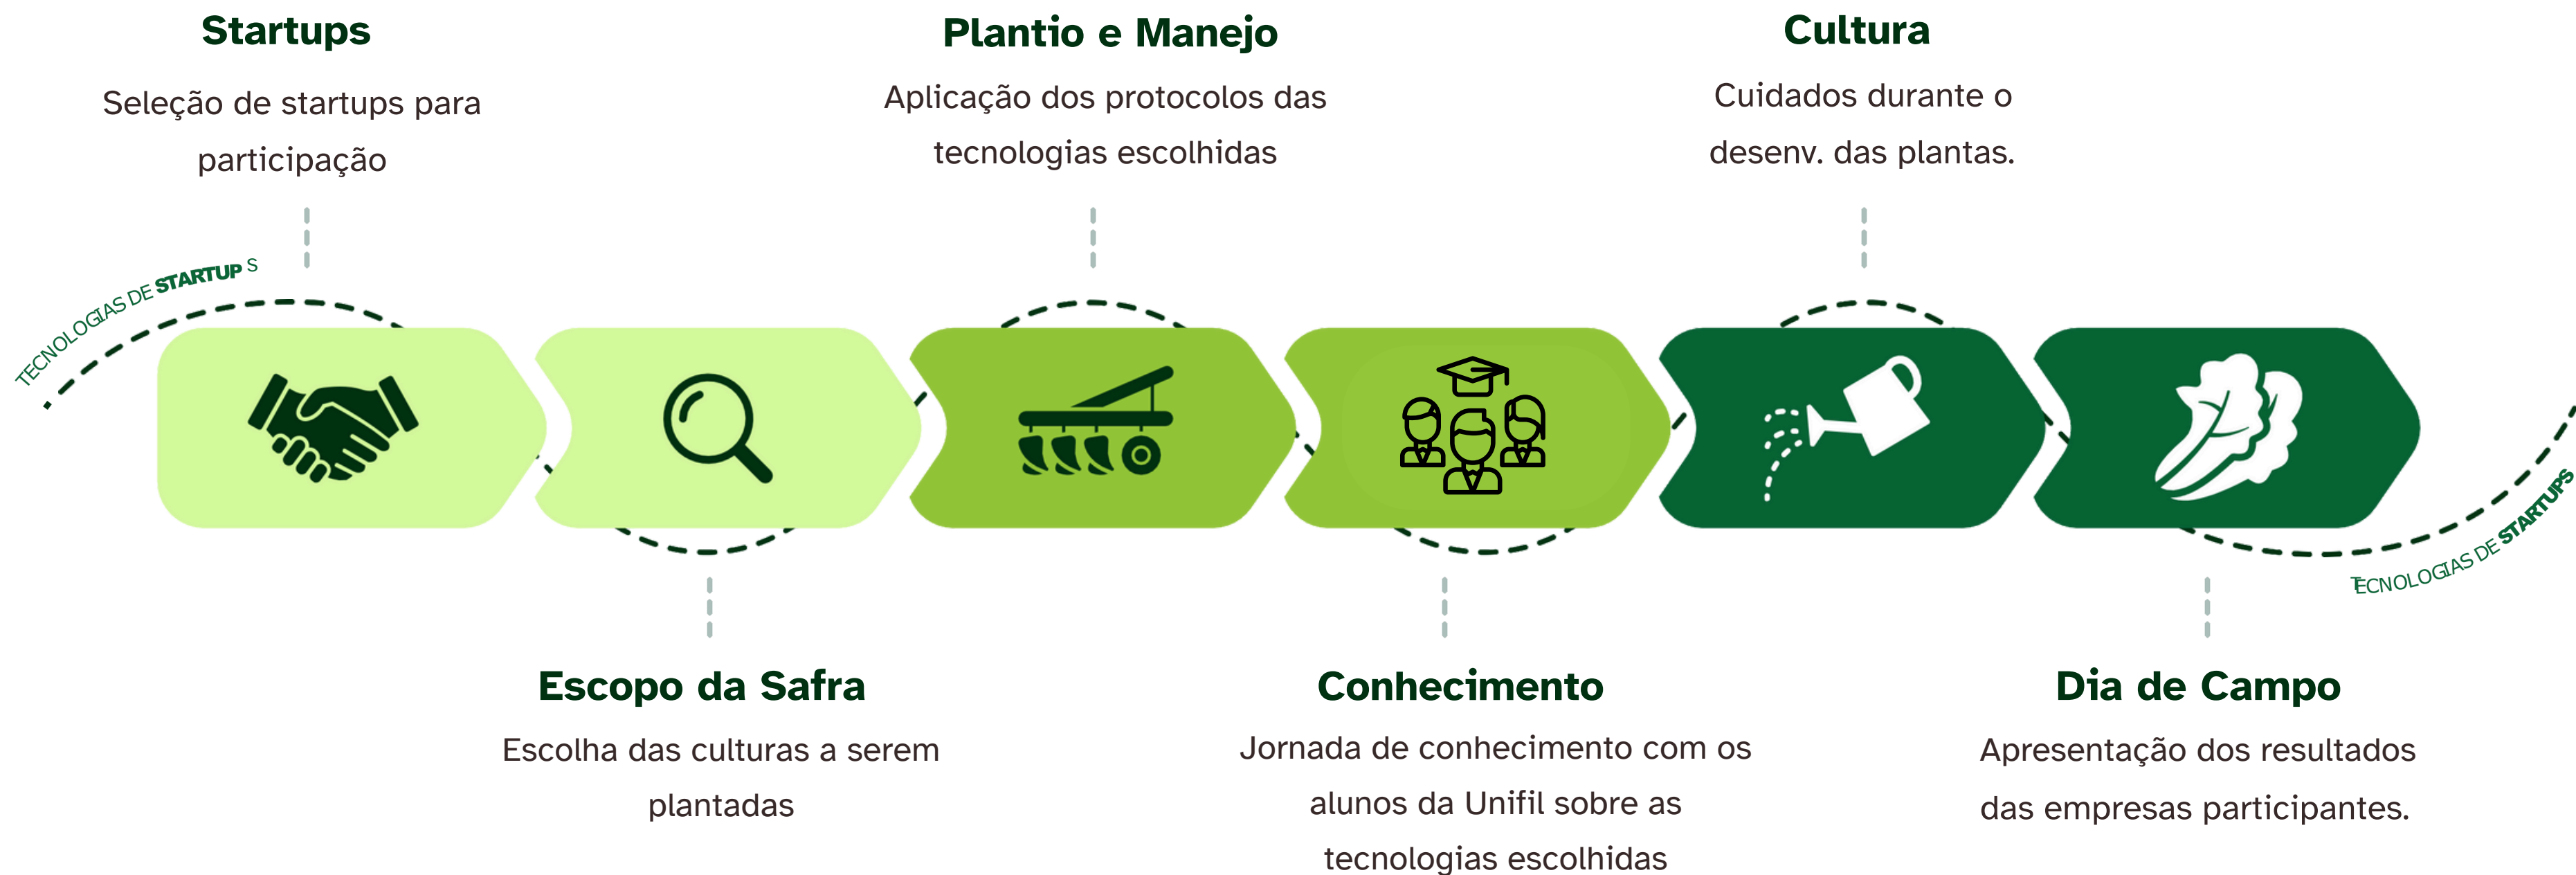 Startups
Seleção de startups para
participação
Plantio e Manejo
Aplicação dos protocolos das
tecnologias escolhidas
Cultura
Cuidados durante o
desenv. das plantas.
TECNOLOGIAS DE STARTUPS
TECNOLOGIAS DE STARTUPS
Escopo da Safra
Escolha das culturas a serem
plantadas
Conhecimento
Jornada de conhecimento com os
alunos da Unifil sobre as
tecnologias escolhidas
Dia de Campo
Apresentação dos resultados
das empresas participantes.